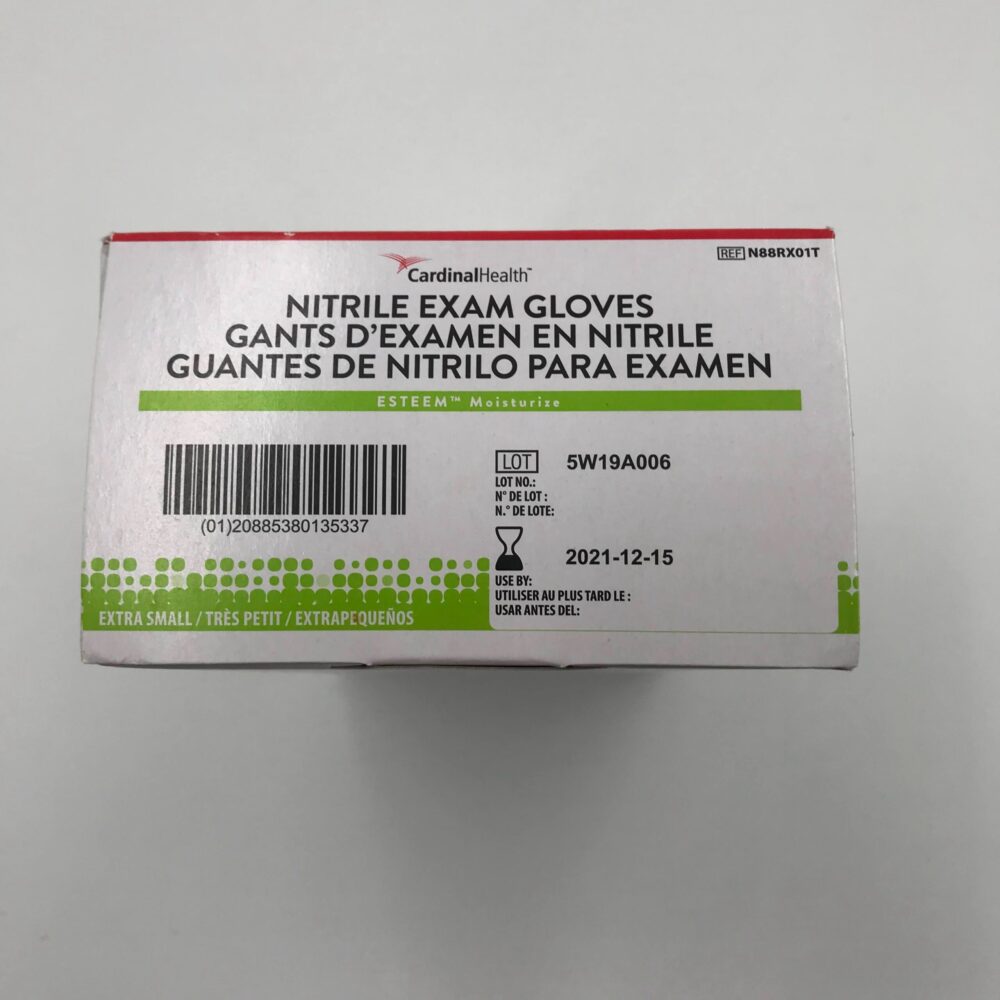 REF N88RX01T
CardinalHealth™
NITRILE EXAM GLOVES
GANTS D'EXAMEN EN NITRILE
GUANTES DE NITRILO PARA EXAMEN
ESTEEM™ Moisturize
(01)20885380135337
LOT 5W19A006
LOT NO.:
N° DE LOT :
N.° DE LOTE:
2021-12-15
USE BY:
UTILISER AU PLUS TARD LE :
USAR ANTES DEL:
EXTRA SMALL / TRÈS PETIT / EXTRAPEQUEÑOS